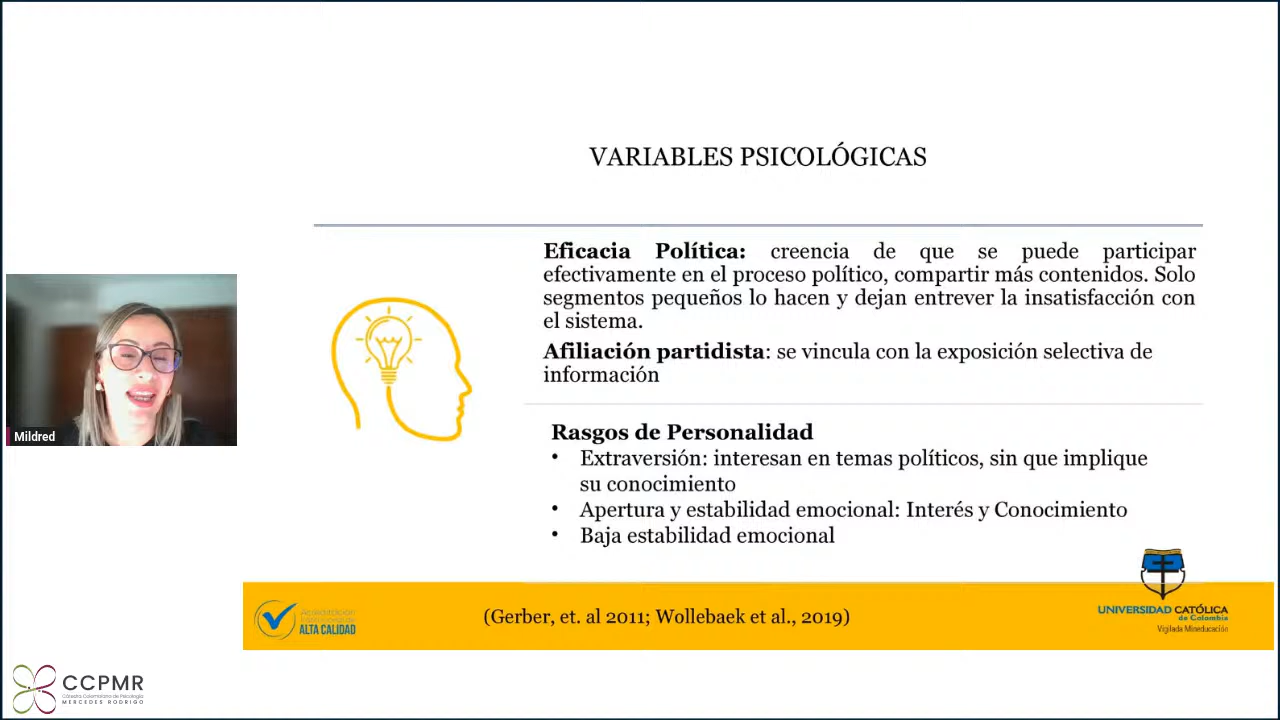 VARIABLES PSICOLÓGICAS
Eficacia Política: creencia de que se puede participar
efectivamente en el proceso político, compartir más contenidos. Solo
segmentos pequeños lo hacen y dejan entrever la insatisfacción con
el sistema.
Afiliación partidista: se vincula con la exposición selectiva de
información
Rasgos de Personalidad
• Extraversión: interesan en temas políticos, sin que implique
su conocimiento
• Apertura y estabilidad emocional: Interés y Conocimiento
• Baja estabilidad emocional
Mildred
(Gerber, et. al 2011; Wollebaek et al., 2019)
ALTA CALIDAD
UNIVERSIDAD CATÓLICA
de Colombia
Vigilada Mineducación
CCPMR
Cátedra Colombiana de Psicología
MERCEDES RODRIGO